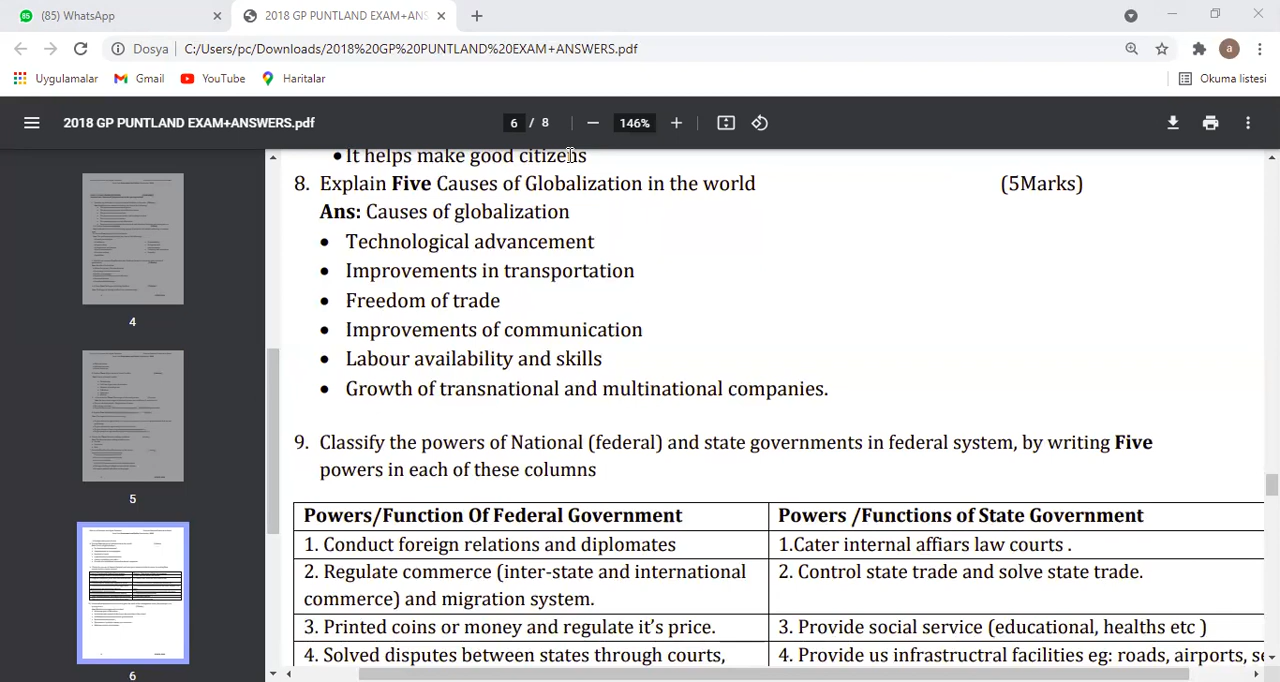 (85) WhatsApp
2018 GP PUNTLAND EXAM+ANS
Dosya
C:/Users/pc/Downloads/2018%20GP%20PUNTLAND%20EXAM+ANSWERS.pdf
a
Uygulamalar
Gmail
YouTube
Haritalar
Okuma listesi
2018 GP PUNTLAND EXAM+ANSWERS.pdf
6 / 8
146%
• It helps make good citizens
8. Explain Five Causes of Globalization in the world (5Marks)
Ans: Causes of globalization
• Technological advancement
• Improvements in transportation
• Freedom of trade
• Improvements of communication
• Labour availability and skills
• Growth of transnational and multinational companies.
9. Classify the powers of National (federal) and state governments in federal system, by writing Five
powers in each of these columns
Powers/Function Of Federal Government
Powers /Functions of State Government
1. Conduct foreign relation and diplomates
1.Carer internal affiars law courts .
2. Regulate commerce (inter-state and international
commerce) and migration system.
2. Control state trade and solve state trade.
3. Printed coins or money and regulate it’s price.
3. Provide social service (educational, healths etc )
4. Solved disputes between states through courts,
4. Provide us infrastructral facilities eg: roads, airports,
4
5
6